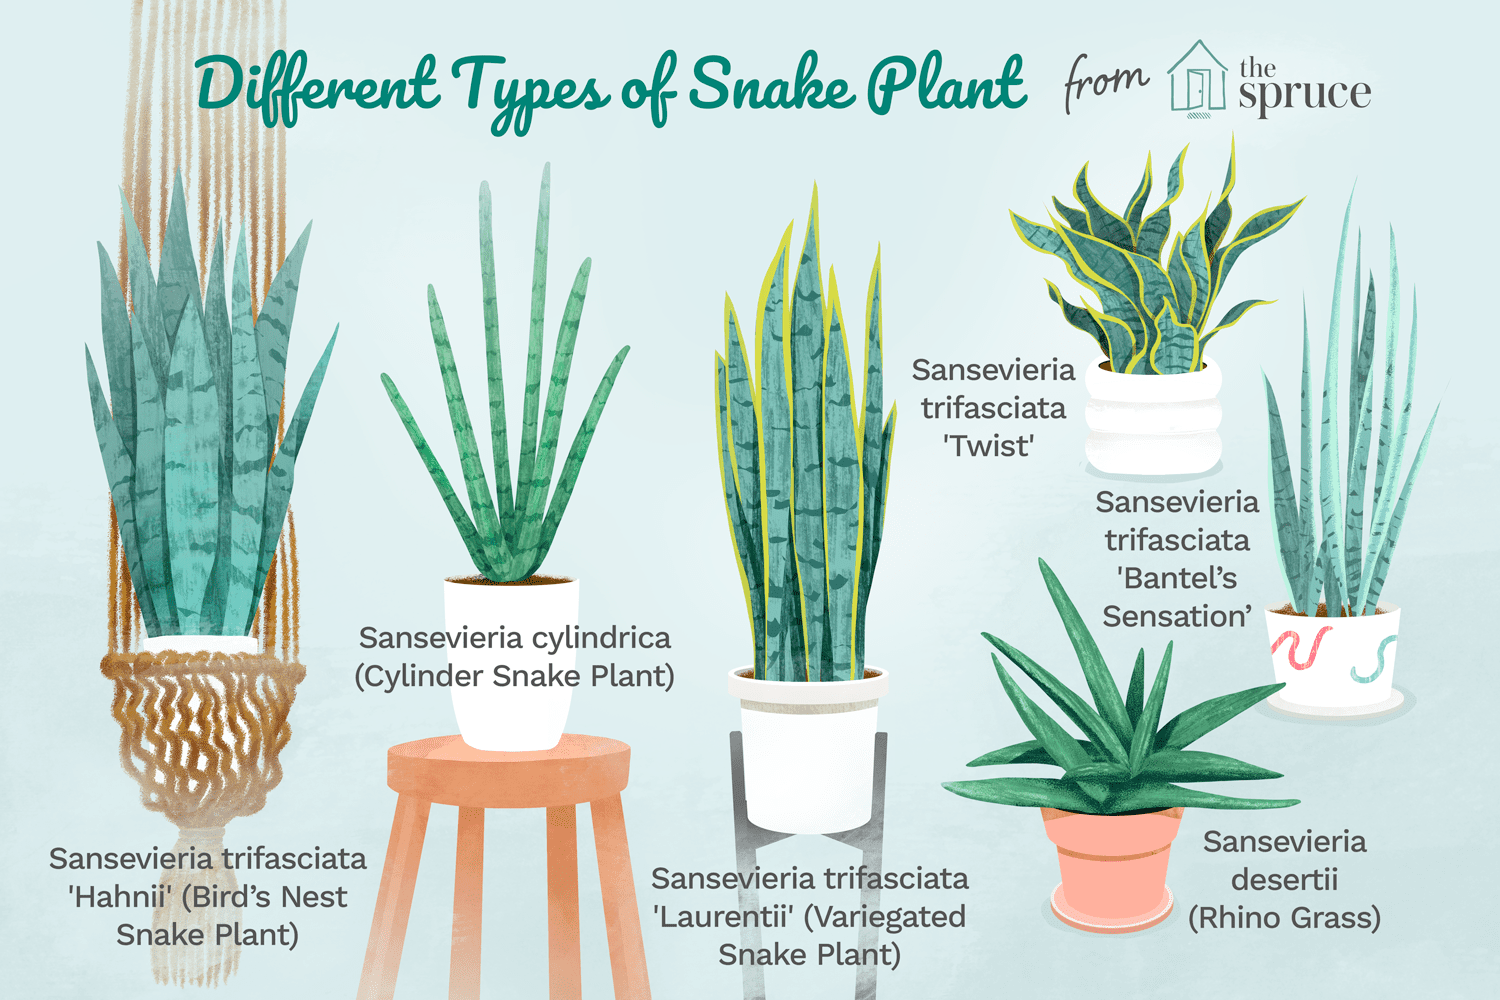 Different Types of Snake Plant from the spruce
Sansevieria
trifasciata
'Twist'
Sansevieria
trifasciata
'Bantel’s
Sensation’
Sansevieria cylindrica
(Cylinder Snake Plant)
Sansevieria trifasciata
'Hahnii' (Bird’s Nest
Snake Plant)
Sansevieria trifasciata
'Laurentii' (Variegated
Snake Plant)
Sansevieria
desertii
(Rhino Grass)